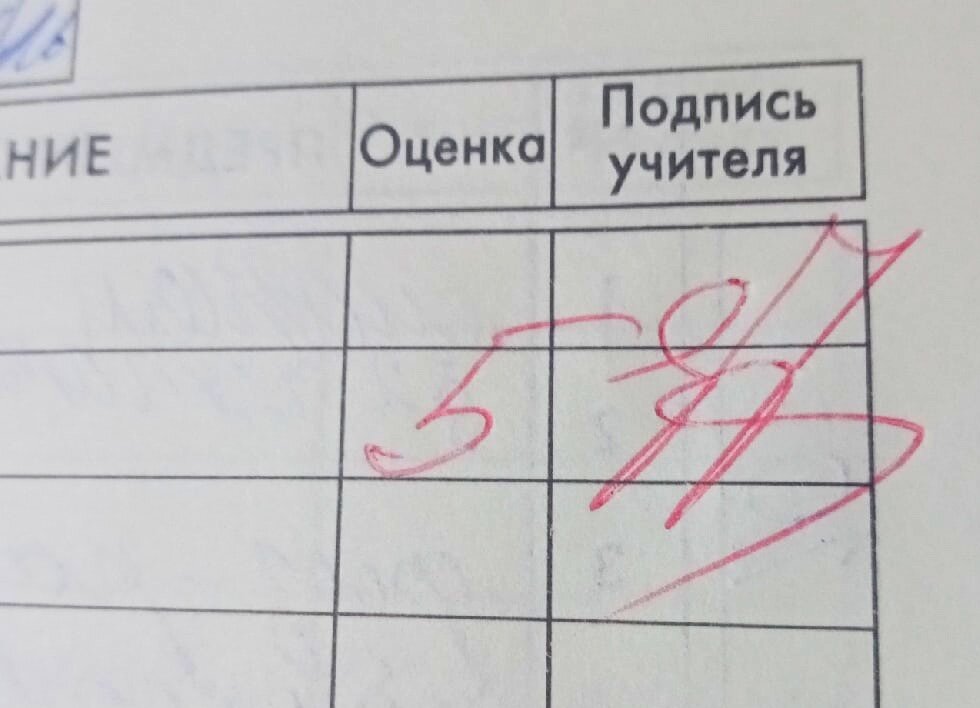 НИЕ
Оценка
Подпись
учителя
5